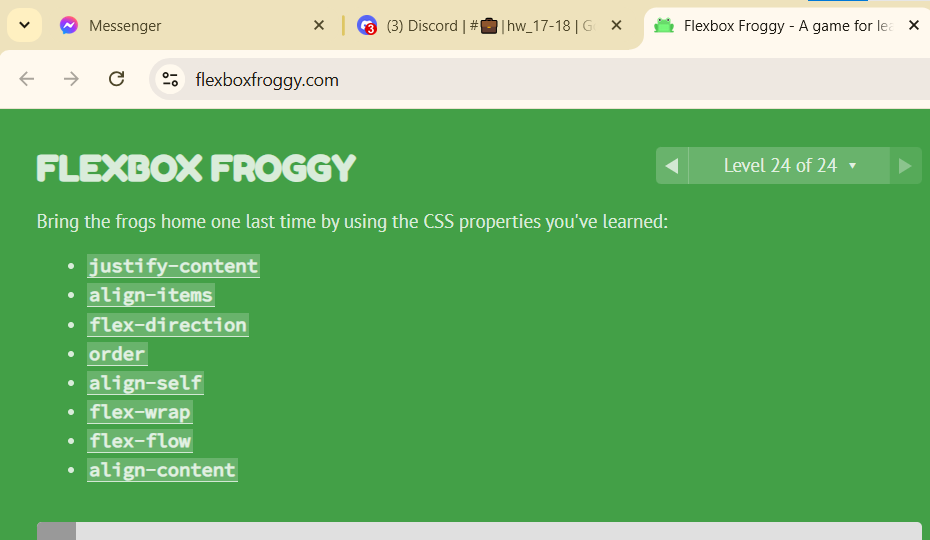 Messenger
(3) Discord | #💼|hw_17-18 | G
Flexbox Froggy - A game for lea
flexboxfroggy.com
FLEXBOX FROGGY
Level 24 of 24
Bring the frogs home one last time by using the CSS properties you've learned:
justify-content
align-items
flex-direction
order
align-self
flex-wrap
flex-flow
align-content